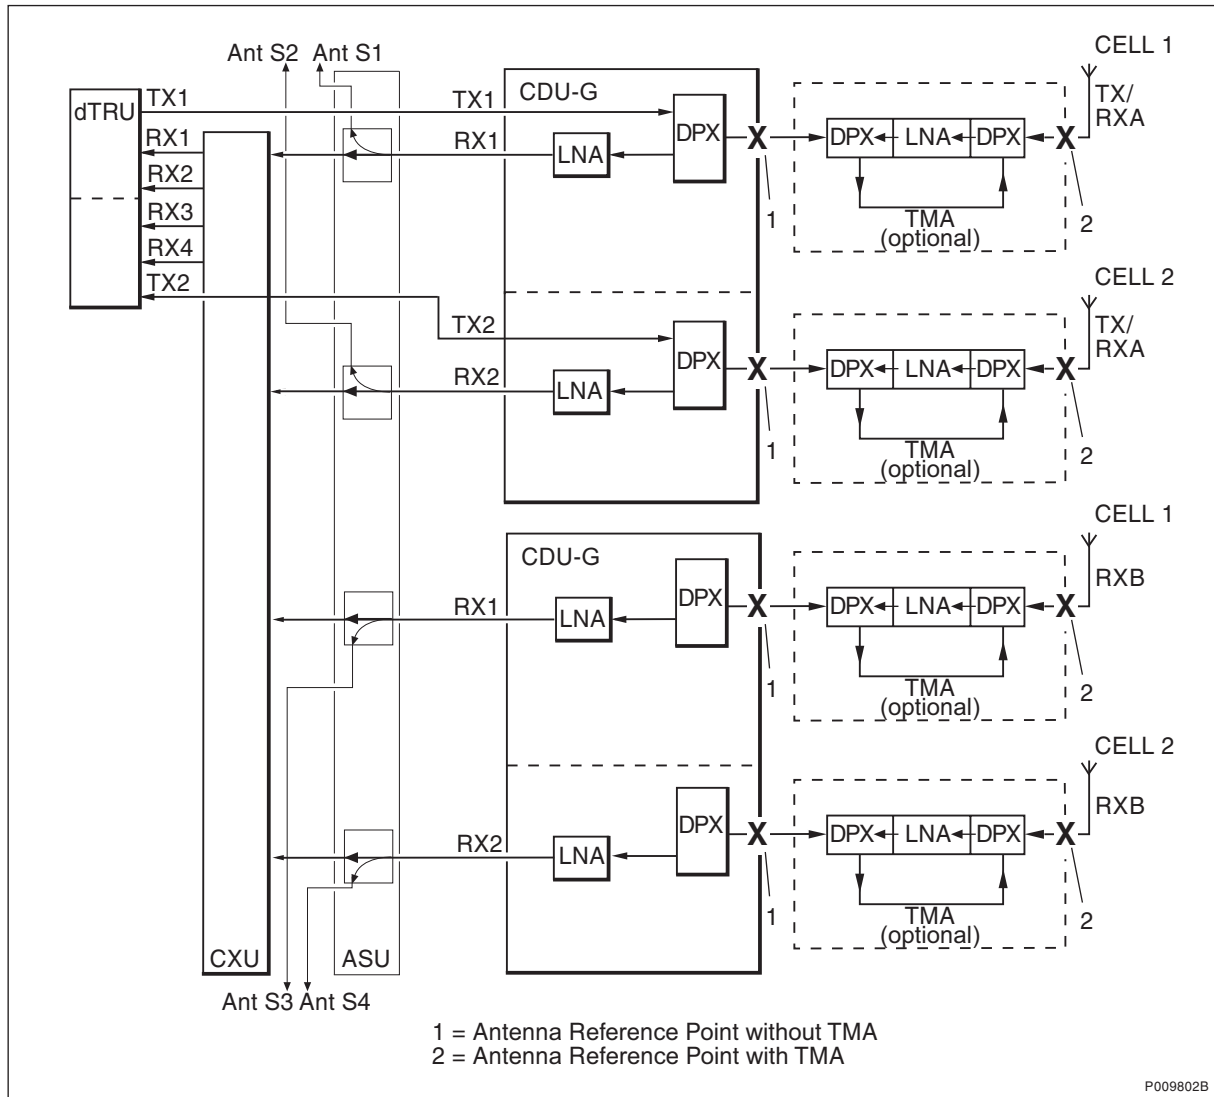 Ant S2 Ant S1
CELL 1
dTRU
TX1
TX1
CDU-G
DPX
TX/
RXA
RX1
RX1
LNA
X
DPX
LNA
DPX
X
RX2
RX3
1
TMA
(optional)
2
RX4
TX2
CELL 2
TX2
DPX
TX/
RXA
RX2
LNA
X
DPX
LNA
DPX
X
1
TMA
(optional)
2
CELL 1
CDU-G
DPX
RXB
RX1
LNA
X
DPX
LNA
DPX
X
1
TMA
(optional)
2
CELL 2
DPX
RXB
RX2
LNA
X
DPX
LNA
DPX
X
1
TMA
(optional)
2
CXU
ASU
Ant S3 Ant S4
1 = Antenna Reference Point without TMA
2 = Antenna Reference Point with TMA
P009802B